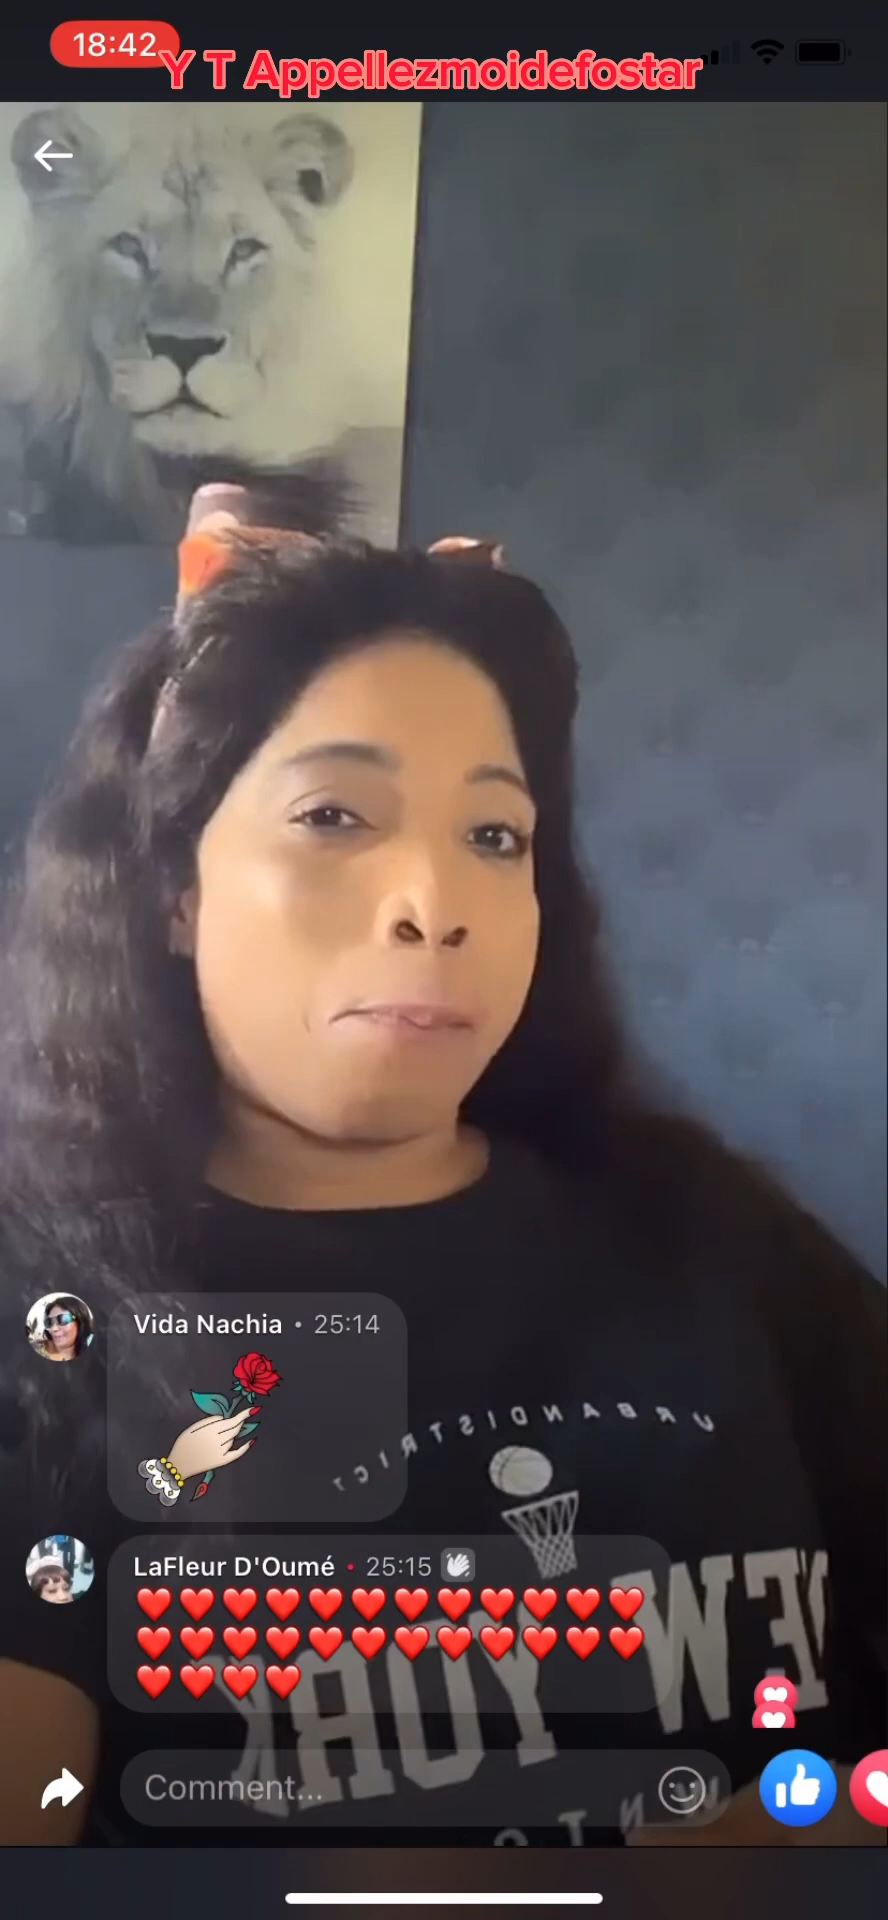 18:42
Y T Appellezmoidefostar
Vida Nachia • 25:14
URBANDISTRICT
LaFleur D'Oumé • 25:15
NEW YORK
Comment...